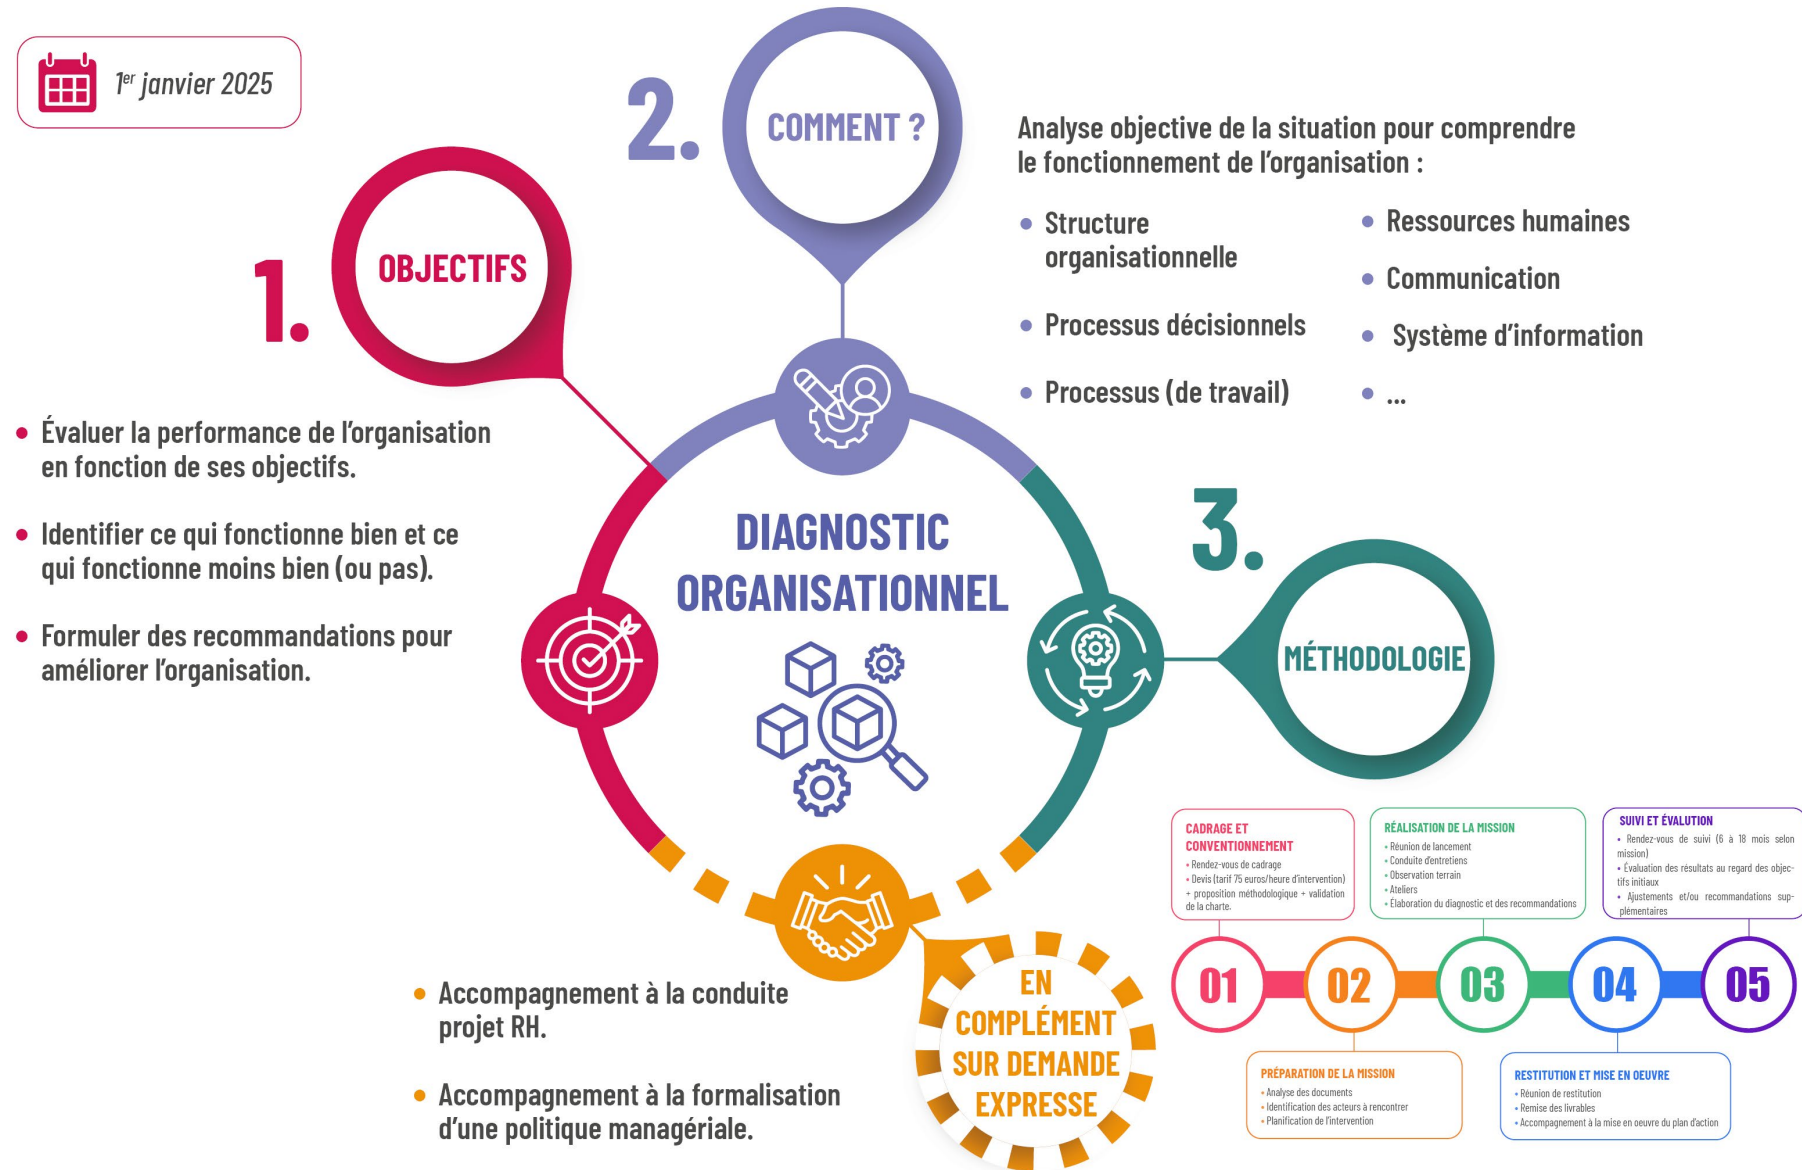 1er janvier 2025
1.
OBJECTIFS
• Évaluer la performance de l'organisation
en fonction de ses objectifs.
• Identifier ce qui fonctionne bien et ce
qui fonctionne moins bien (ou pas).
• Formuler des recommandations pour
améliorer l'organisation.
2.
COMMENT ?
Analyse objective de la situation pour comprendre
le fonctionnement de l'organisation :
• Structure
organisationnelle
• Processus décisionnels
• Processus (de travail)
• Ressources humaines
• Communication
• Système d'information
• ...
DIAGNOSTIC
ORGANISATIONNEL
3.
MÉTHODOLOGIE
CADRAGE ET
CONVENTIONNEMENT
• Rendez-vous de cadrage
• Devis (tarif 75 euros/heure d'intervention)
+ proposition méthodologique + validation
de la charte.
01
PRÉPARATION DE LA MISSION
• Analyse des documents
• Identification des acteurs à rencontrer
• Planification de l'intervention
02
RÉALISATION DE LA MISSION
• Réunion de lancement
• Conduite d'entretiens
• Observation terrain
• Ateliers
• Élaboration du diagnostic et des recommandations
03
RESTITUTION ET MISE EN OEUVRE
• Réunion de restitution
• Remise des livrables
• Accompagnement à la mise en oeuvre du plan d'action
04
SUIVI ET ÉVALUTION
• Rendez-vous de suivi (6 à 18 mois selon
mission)
• Évaluation des résultats au regard des objec-
tifs initiaux
• Ajustements et/ou recommandations sup-
plémentaires
05
EN
COMPLÉMENT
SUR DEMANDE
EXPRESSE
• Accompagnement à la conduite
projet RH.
• Accompagnement à la formalisation
d'une politique managériale.